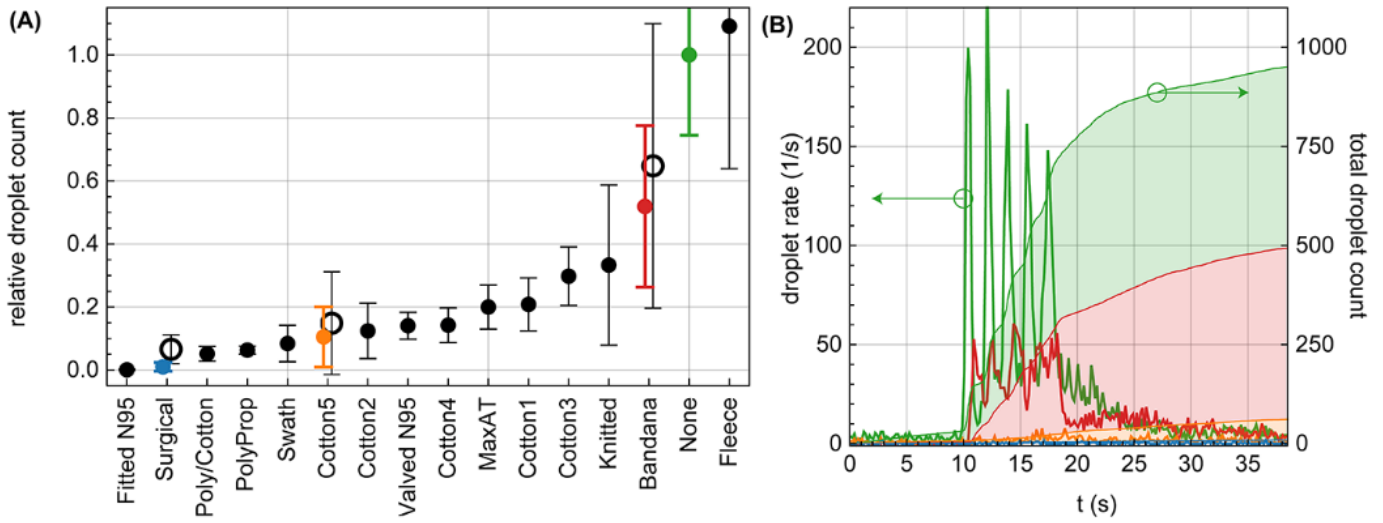 (A)
relative droplet count
1.0
0.8
0.6
0.4
0.2
0.0
Fitted N95
Surgical
Poly/Cotton
PolyProp
Swath
Cotton5
Cotton2
Valved N95
Cotton4
MaxAT
Cotton1
Cotton3
Knitted
Bandana
None
Fleece
(B)
droplet rate (1/s)
200
150
100
50
0
0 5 10 15 20 25 30 35
t (s)
1000
750
500
250
0
total droplet count